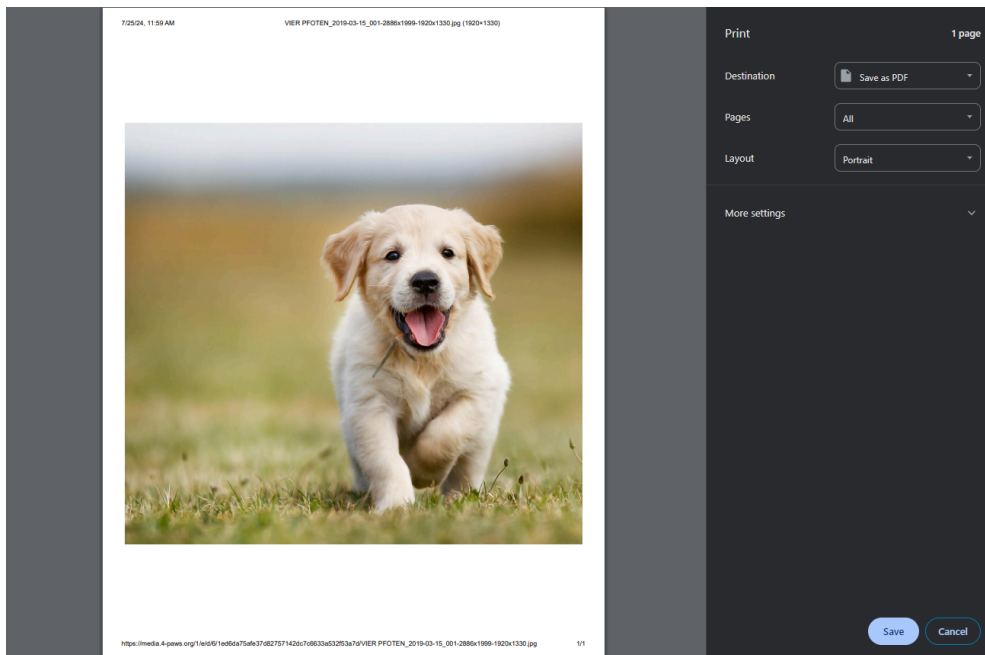 7/25/24, 11:59 AM VIER PFOTEN_2019-03-15_001-2886x1999-1920x1330.jpg (1920×1330)
https://media.4-paws.org/1/e/d/6/1ed6da75afe37d82757142dc7c6633a532f53a7d/VIER PFOTEN_2019-03-15_001-2886x1999-1920x1330.jpg 1/1
Print 1 page
Destination Save as PDF
Pages All
Layout Portrait
More settings
Save Cancel